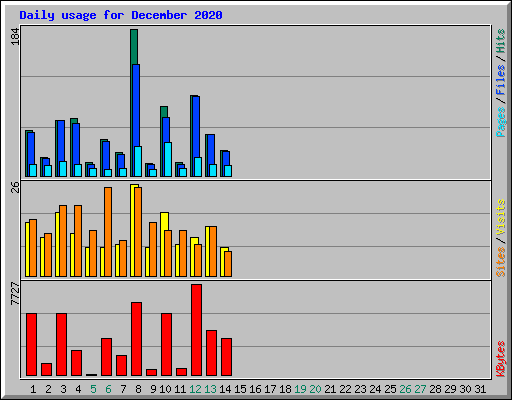 Daily usage for December 2020
184
Pages / Files / Hits
26
Sites / Visits
7727
KBytes
1 2 3 4 5 6 7 8 9 10 11 12 13 14 15 16 17 18 19 20 21 22 23 24 25 26 27 28 29 30 31